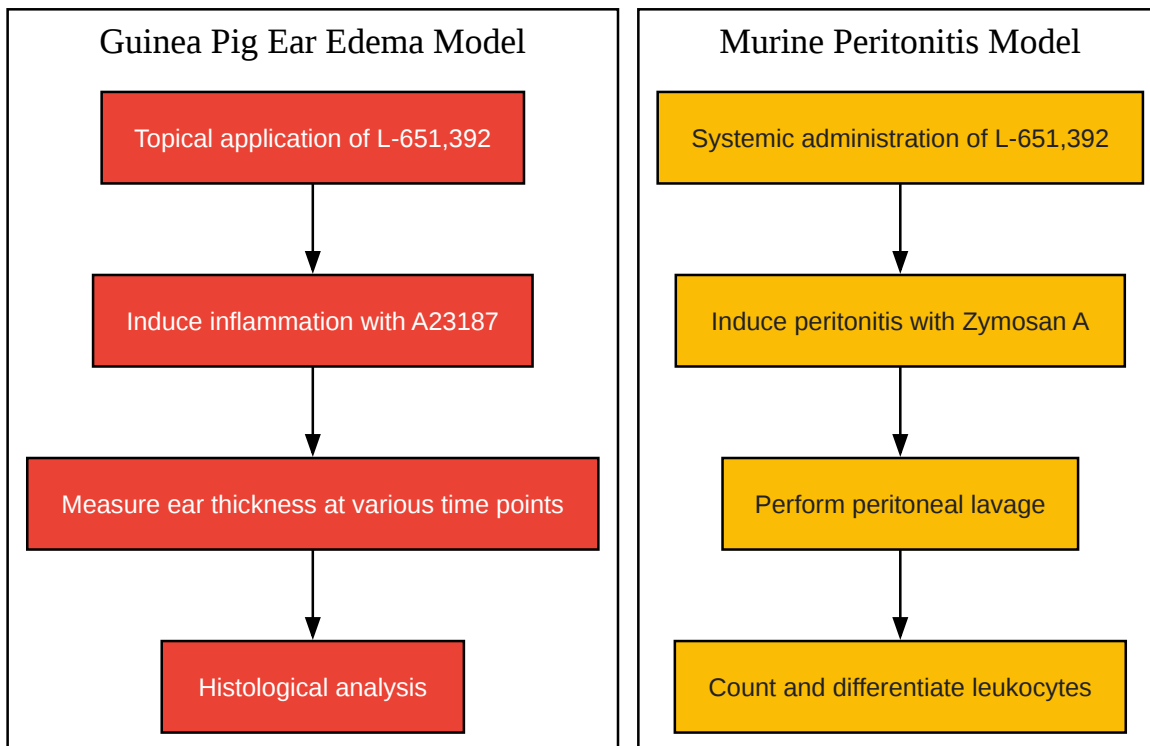 Guinea Pig Ear Edema Model
Topical application of L-651,392
Induce inflammation with A23187
Measure ear thickness at various time points
Histological analysis
Murine Peritonitis Model
Systemic administration of L-651,392
Induce peritonitis with Zymosan A
Perform peritoneal lavage
Count and differentiate leukocytes